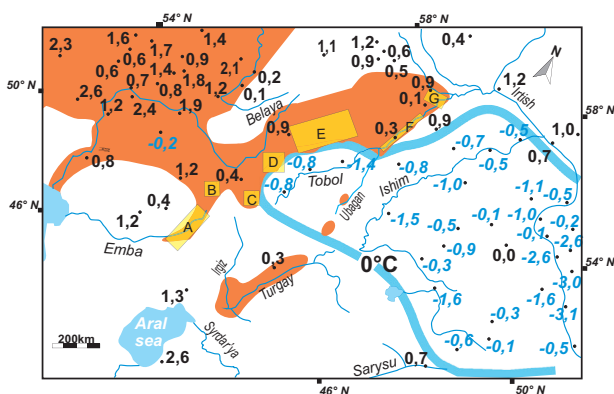 54° N
58° N
2,3
1,6
1,4
0,4
1,7
1,1
1,2
0,6
0,9
2,1
0,9
0,6
0,6
1,4
1,8
0,2
0,5
N
50° N
0,7
0,8
1,2
0,1
0,9
1,2
2,6
1,2
2,4
1,9
Belaya
0,1
G
Irtish
58° N
-0,2
0,9
E
0,3
F
0,9
-0,5
1,0
0,8
D
-0,8
-1,4
-0,8
-0,7
-0,5
0,7
1,2
B
0,4
-0,8
Tobol
Ishim
-1,0
46° N
0,4
C
Ubagan
-1,1
-0,5
1,2
A
-1,5
-0,5
-0,1
-1,0
-0,2
Emba
-0,1
Irgiz
0,3
0°C
-0,9
0,0
-2,6
-0,3
-2,6
54° N
Turgay
-3,0
1,3
-1,6
-1,6
-3,1
Aral
sea
Syrdar'ya
-0,3
200km
-0,6
-0,1
-0,5
2,6
Sarysu
0,7
46° N
50° N